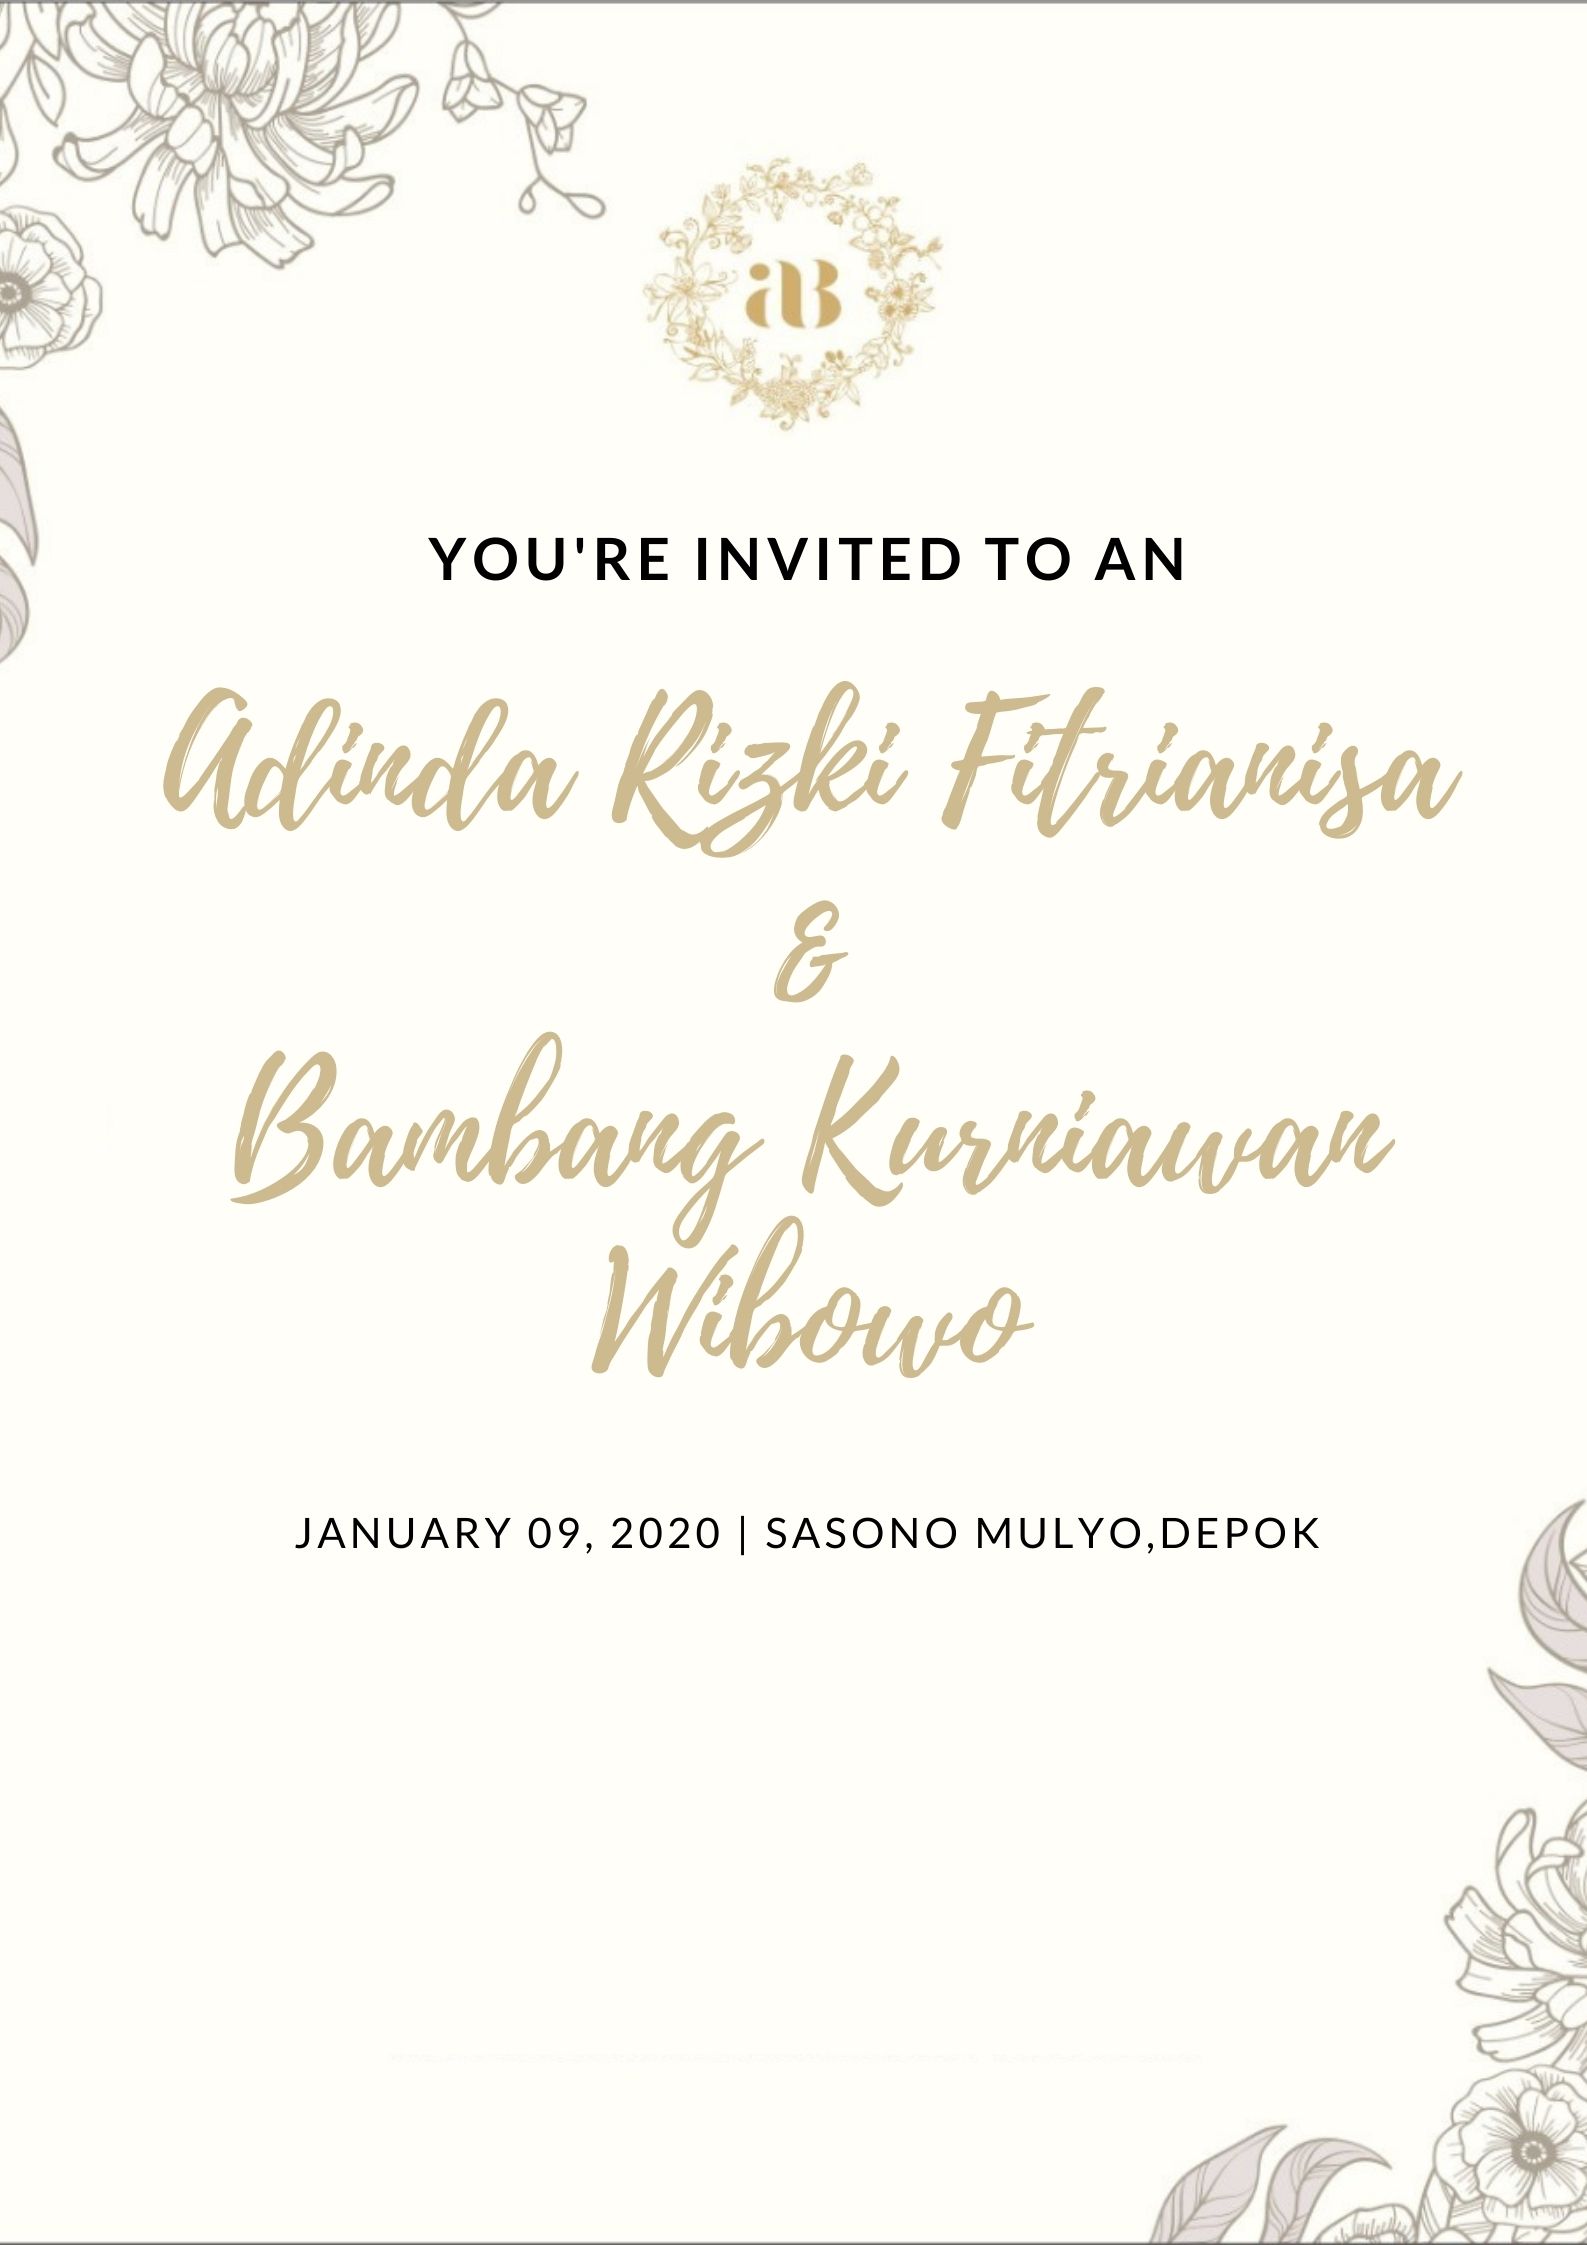 aB
YOU'RE INVITED TO AN
Adinda Rizki Fitrianisa
&
Bambang Kurniawan
Wibowo
JANUARY 09, 2020 | SASONO MULYO,DEPOK